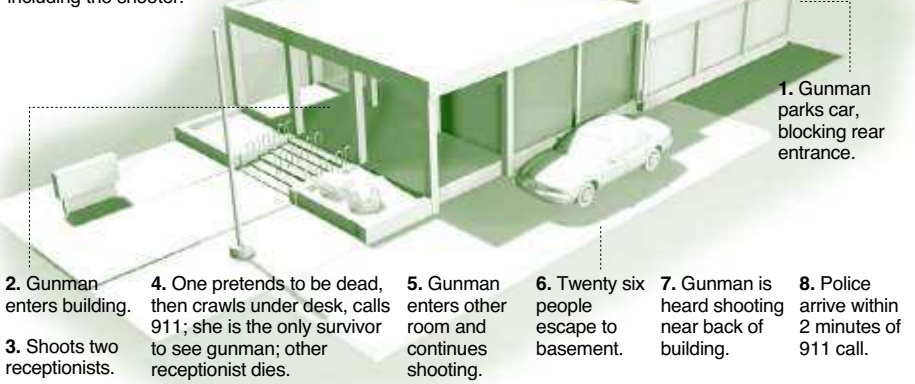 including the shooter.
1. Gunman
parks car,
blocking rear
entrance.
2. Gunman
enters building.
3. Shoots two
receptionists.
4. One pretends to be dead,
then crawls under desk, calls
911; she is the only survivor
to see gunman; other
receptionist dies.
5. Gunman
enters other
room and
continues
shooting.
6. Twenty six
people
escape to
basement.
7. Gunman is
heard shooting
near back of
building.
8. Police
arrive within
2 minutes of
911 call.